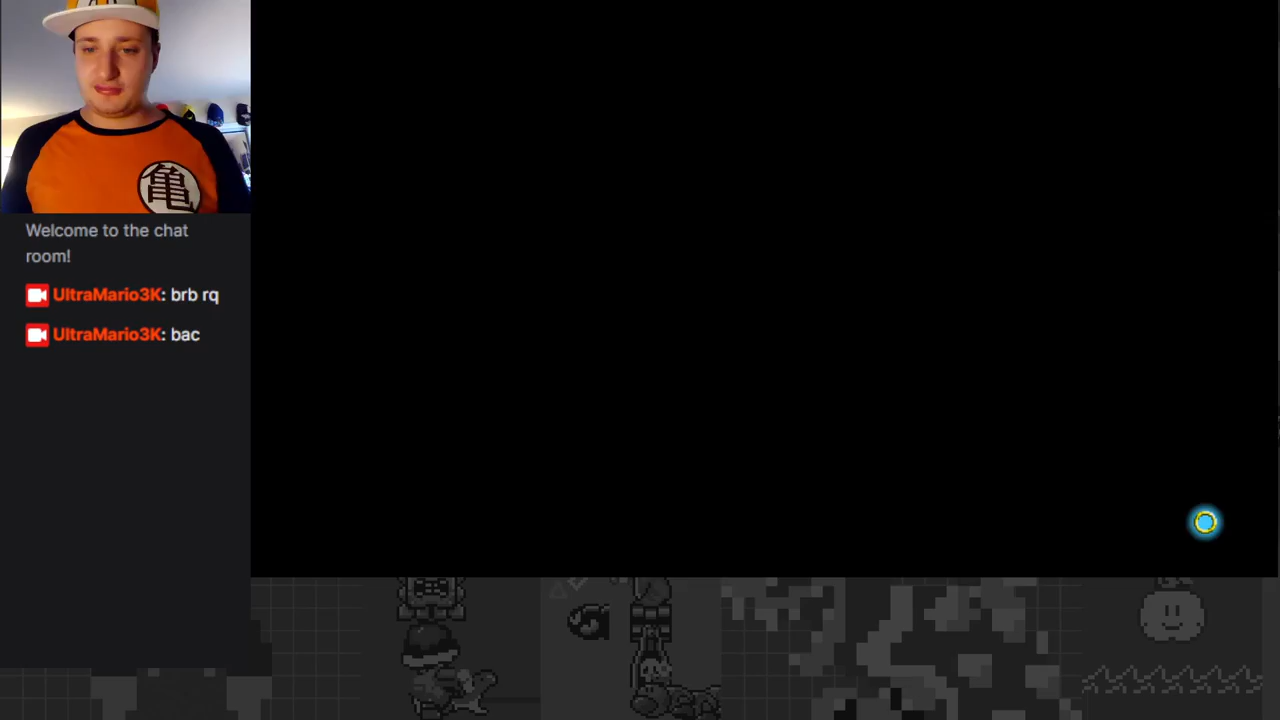 亀
Welcome to the chat
room!
UltraMario3K: brb rq
UltraMario3K: bac